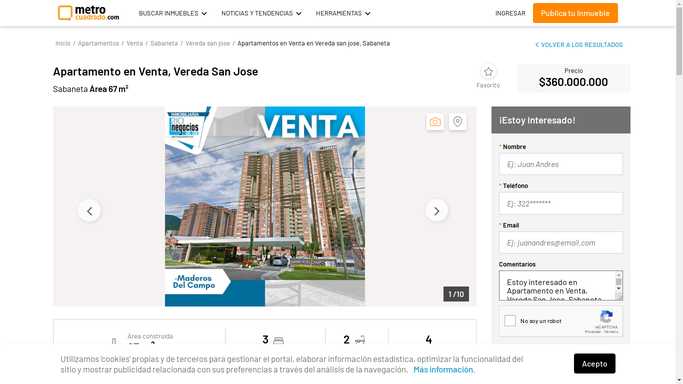 metro
cuadrado.com
BUSCAR INMUEBLES
NOTICIAS Y TENDENCIAS
HERRAMIENTAS
INGRESAR
Publica tu inmueble
Inicio / Apartamentos / Venta / Sabaneta / Vereda san jose / Apartamentos en Venta en Vereda san jose, Sabaneta
VOLVER A LOS RESULTADOS
Apartamento en Venta, Vereda San Jose
Sabaneta Área 67 m²
Favorito
Precio
$360.000.000
INMOBILIARIA
negocios
VENTA
-Maderos
Del Campo
1 / 10
¡Estoy Interesado!
* Nombre
Ej: Juan Andres
* Teléfono
Ej: 322*******
* Email
Ej: juanandres@email.com
Comentarios
Estoy interesado en
Apartamento en Venta,
Vereda San Jose, Sabaneta
No soy un robot
reCAPTCHA
Privacidad - Términos
Área construida
3
2
4
Utilizamos 'cookies' propias y de terceros para gestionar el portal, elaborar información estadística, optimizar la funcionalidad del
sitio y mostrar publicidad relacionada con sus preferencias a través del análisis de la navegación. Más información.
Acepto